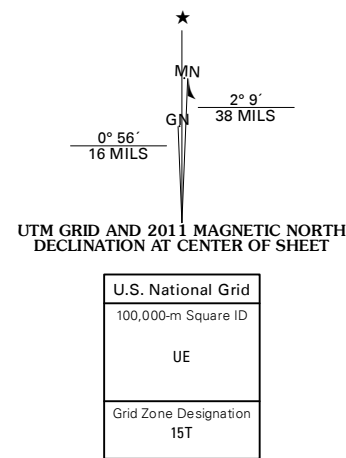 ★
MN
GN
2° 9´
38 MILS
0° 56´
16 MILS
UTM GRID AND 2011 MAGNETIC NORTH
DECLINATION AT CENTER OF SHEET
U.S. National Grid
100,000-m Square ID
UE
Grid Zone Designation
15T